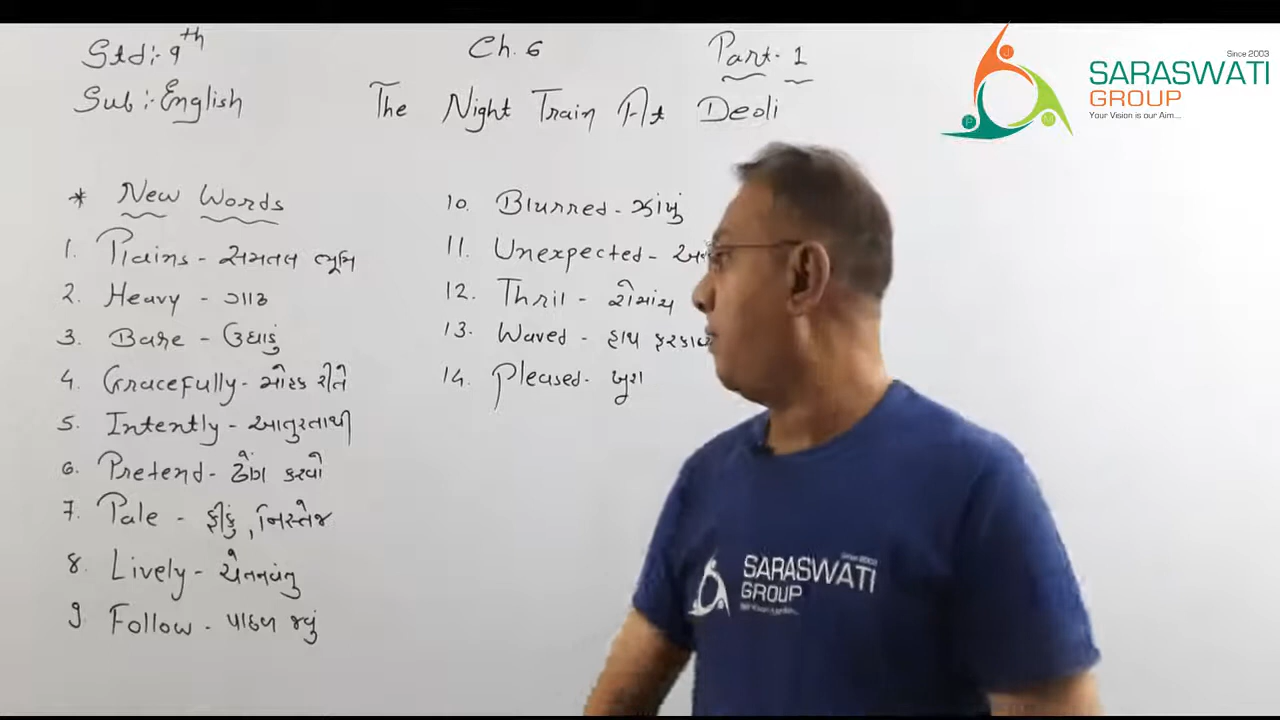 Std:- 9th
Ch. 6
Part- 1
Sub:- English
The Night Train At Deoli
Since 2003
SARASWATI
GROUP
Your Vision is our Aim...
* New Words
1. Plains - સમતલ ભૂમિ
2. Heavy - ગાઢ
3. Bare - ઉઘાડું
4. Gracefully - મોહક રીતે
5. Intently - આતુરતાથી
6. Pretend - ઢોંગ કરવો
7. Pale - ફીકું, નિસ્તેજ
8. Lively - ચેતનવંતુ
9. Follow - પાછળ જવું
10. Blurred - ઝાંખું
11. Unexpected -
12. Thril - રોમાંચ
13. Waved - હાથ
14. Pleased - ખુશ
Since 2003
SARASWATI
GROUP